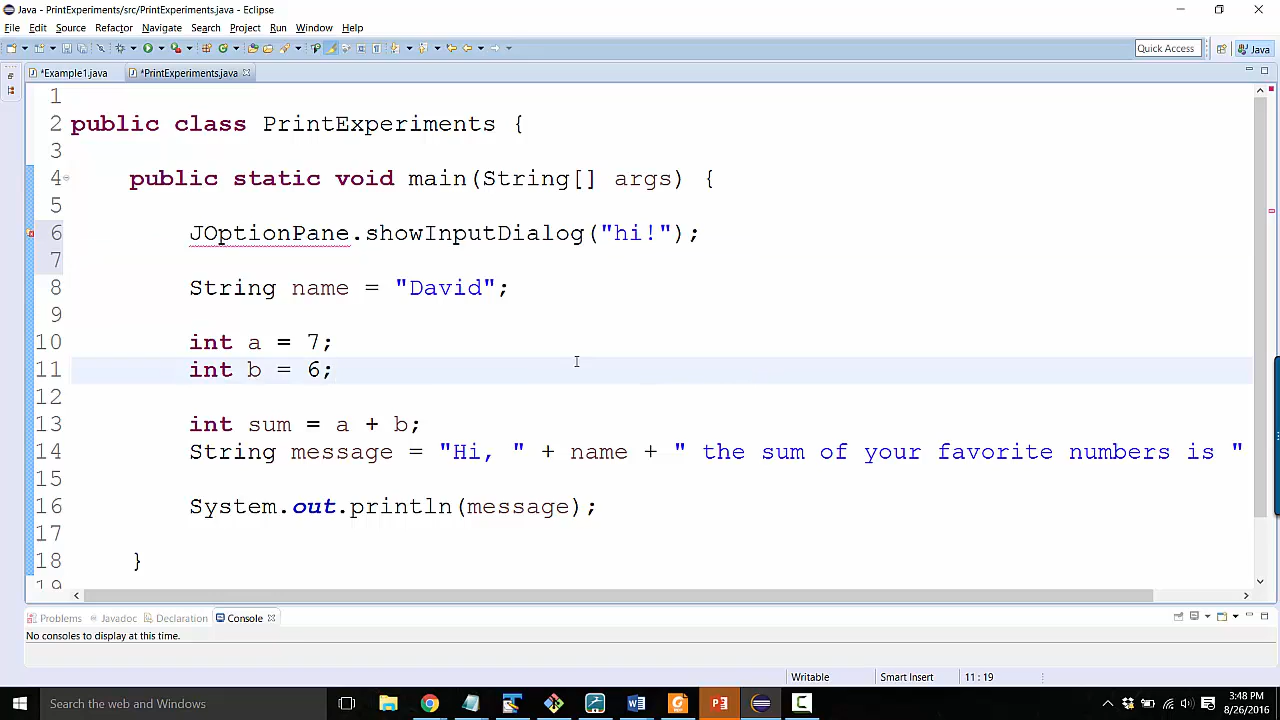 Java - PrintExperiments/src/PrintExperiments.java - Eclipse
File Edit Source Refactor Navigate Search Project Run Window Help
Quick Access Java
*Example1.java *PrintExperiments.java
1
2 public class PrintExperiments {
3
4 public static void main(String[] args) {
5
6 JOptionPane.showInputDialog("hi!");
7
8 String name = "David";
9
10 int a = 7;
11 int b = 6;
12
13 int sum = a + b;
14 String message = "Hi, " + name + " the sum of your favorite numbers is "
15
16 System.out.println(message);
17
18 }
19
Problems Javadoc Declaration Console
No consoles to display at this time.
Writable Smart Insert 11 : 19
Search the web and Windows
3:48 PM
8/26/2016